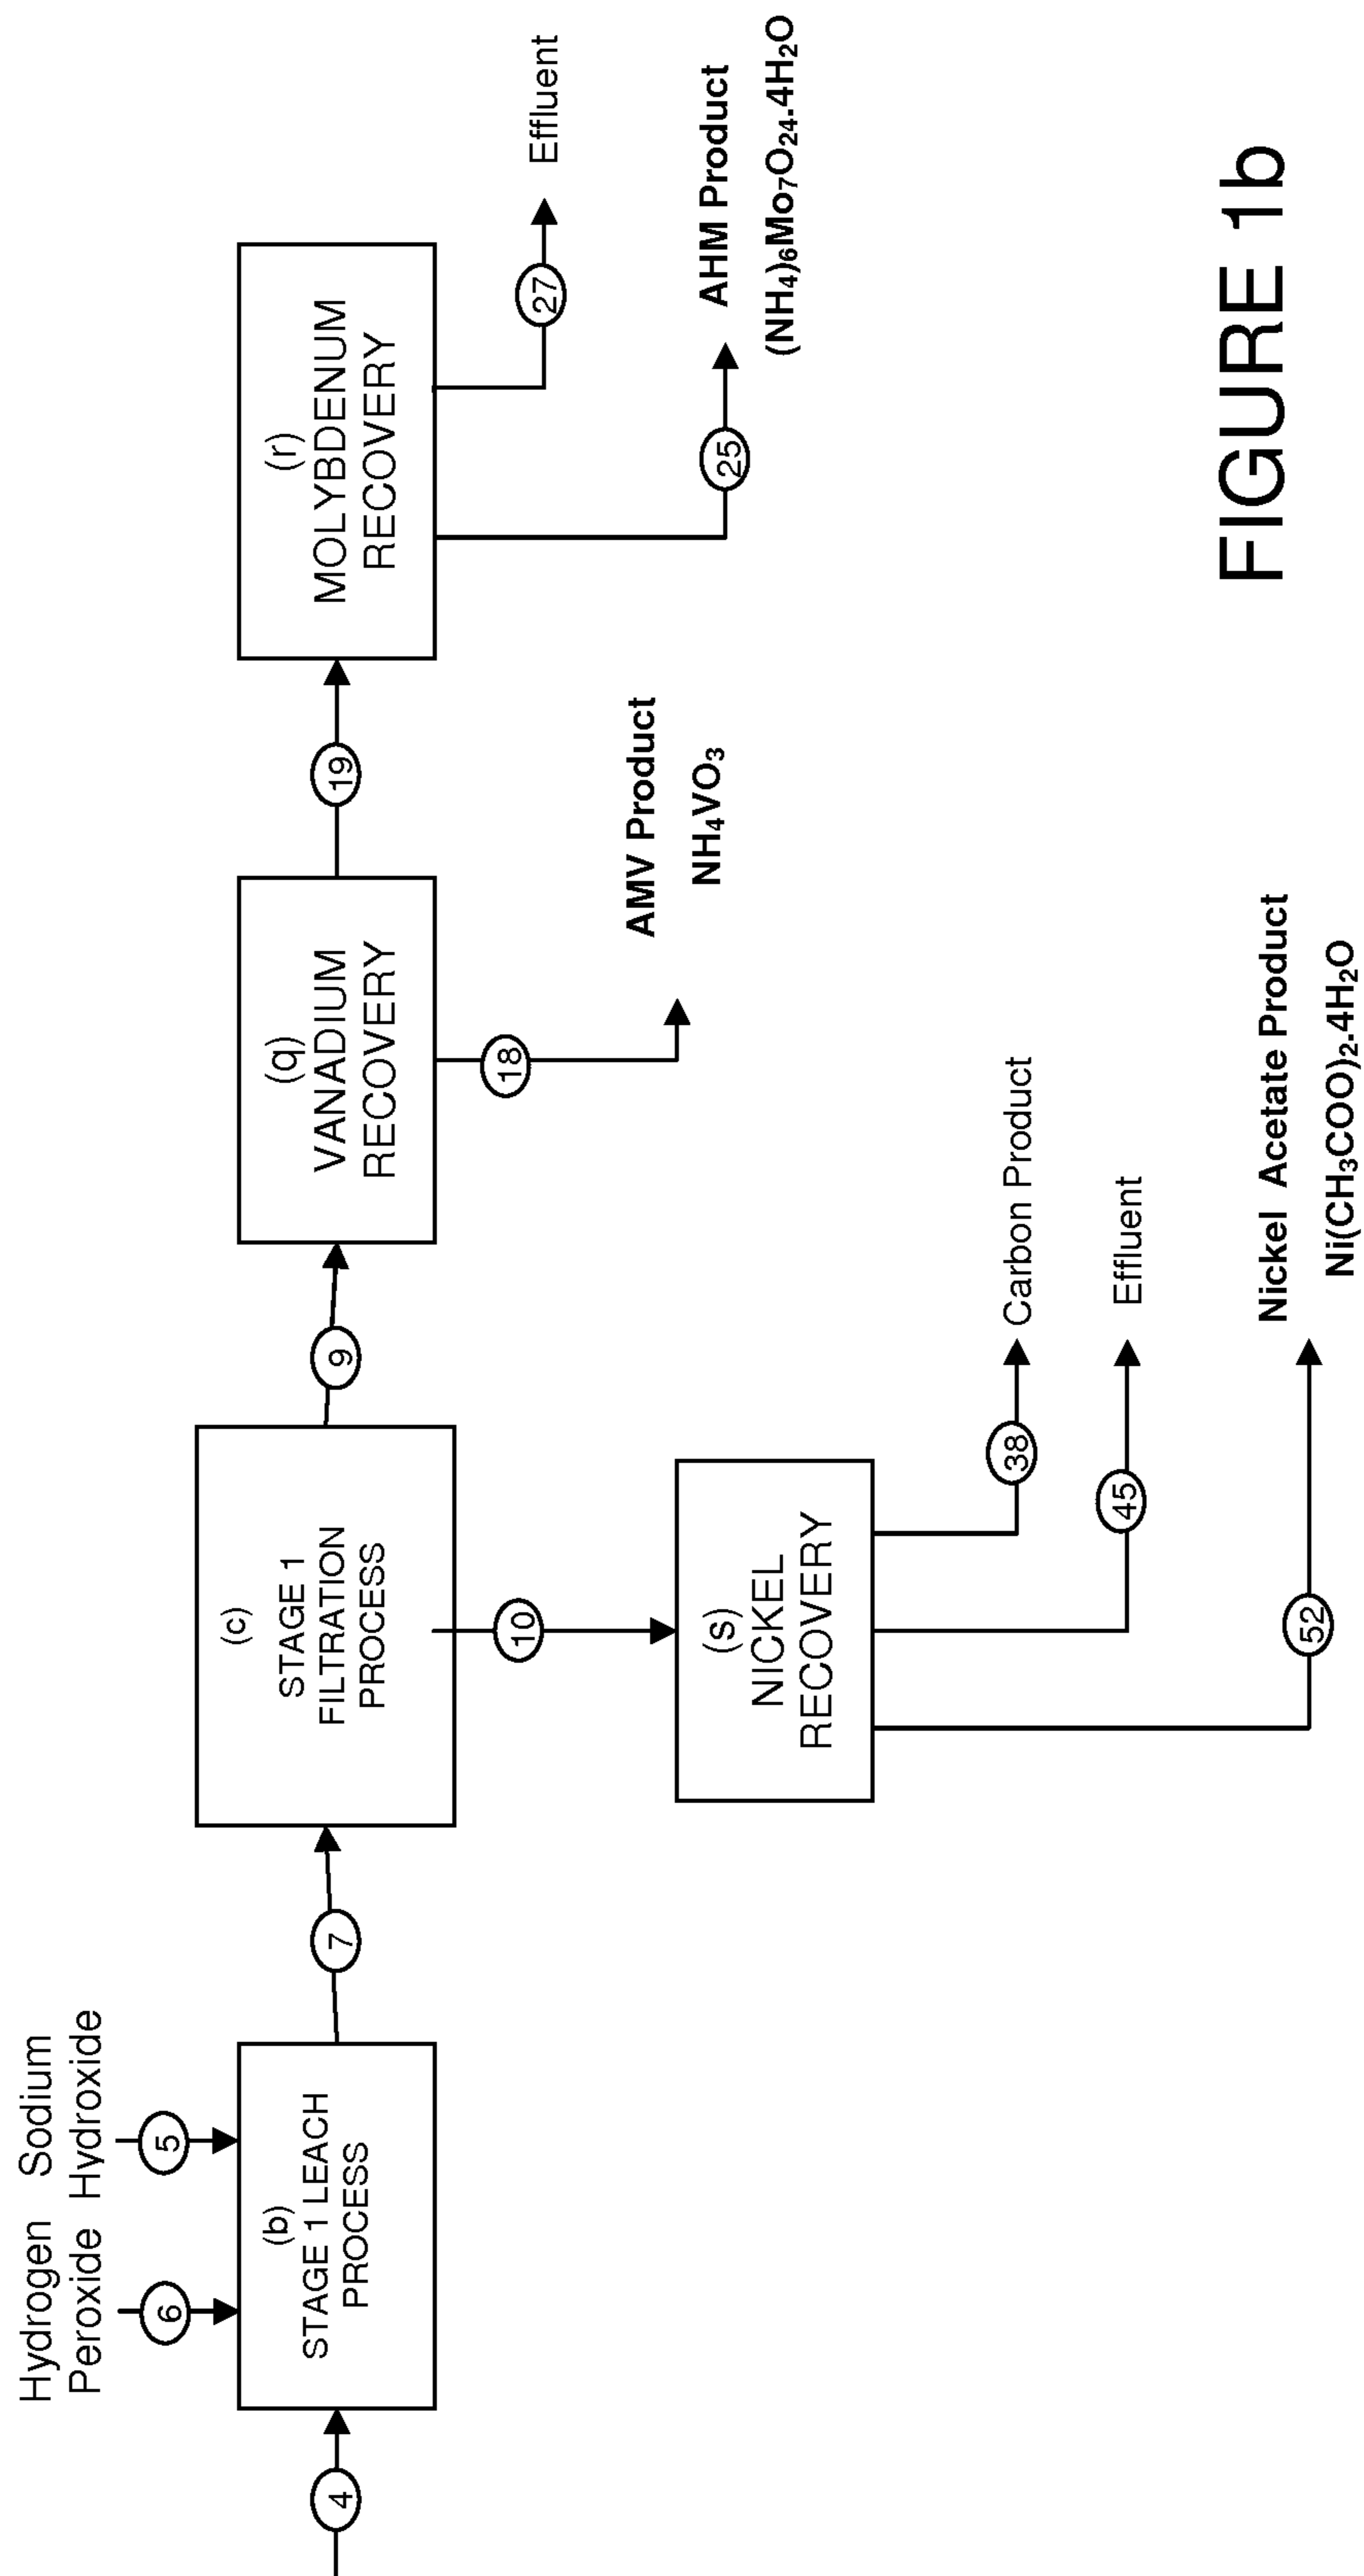 Hydrogen Sodium
Peroxide Hydroxide
6
5
4
(b)
STAGE 1 LEACH
PROCESS
7
(c)
STAGE 1
FILTRATION
PROCESS
9
(q)
VANADIUM
RECOVERY
19
(r)
MOLYBDENUM
RECOVERY
27
Effluent
25
AHM Product
(NH₄)₆Mo₇O₂₄.4H₂O
18
AMV Product
NH₄VO₃
10
(s)
NICKEL
RECOVERY
38
Carbon Product
45
Effluent
52
Nickel Acetate Product
Ni(CH₃COO)₂.4H₂O
FIGURE 1b